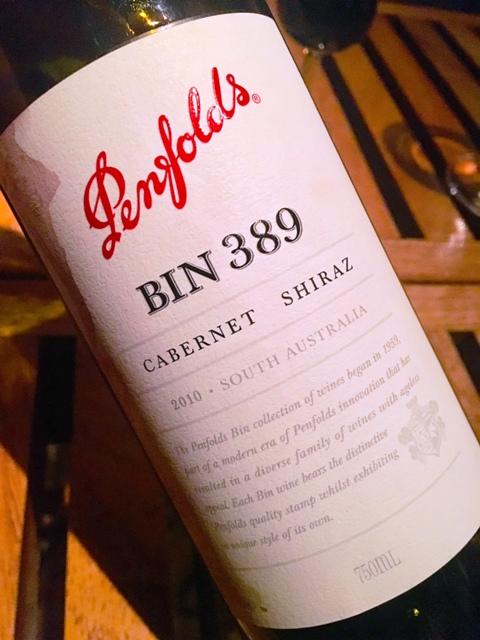 Penfolds®
BIN 389
CABERNET SHIRAZ
2010 • SOUTH AUSTRALIA
The Penfolds Bin collection of wines began in 1959,
part of a modern era of Penfolds innovation that has
resulted in a diverse family of wines with ageless
appeal. Each Bin wine bears the distinctive
Penfolds quality stamp whilst exhibiting
a unique style of its own.
750mL